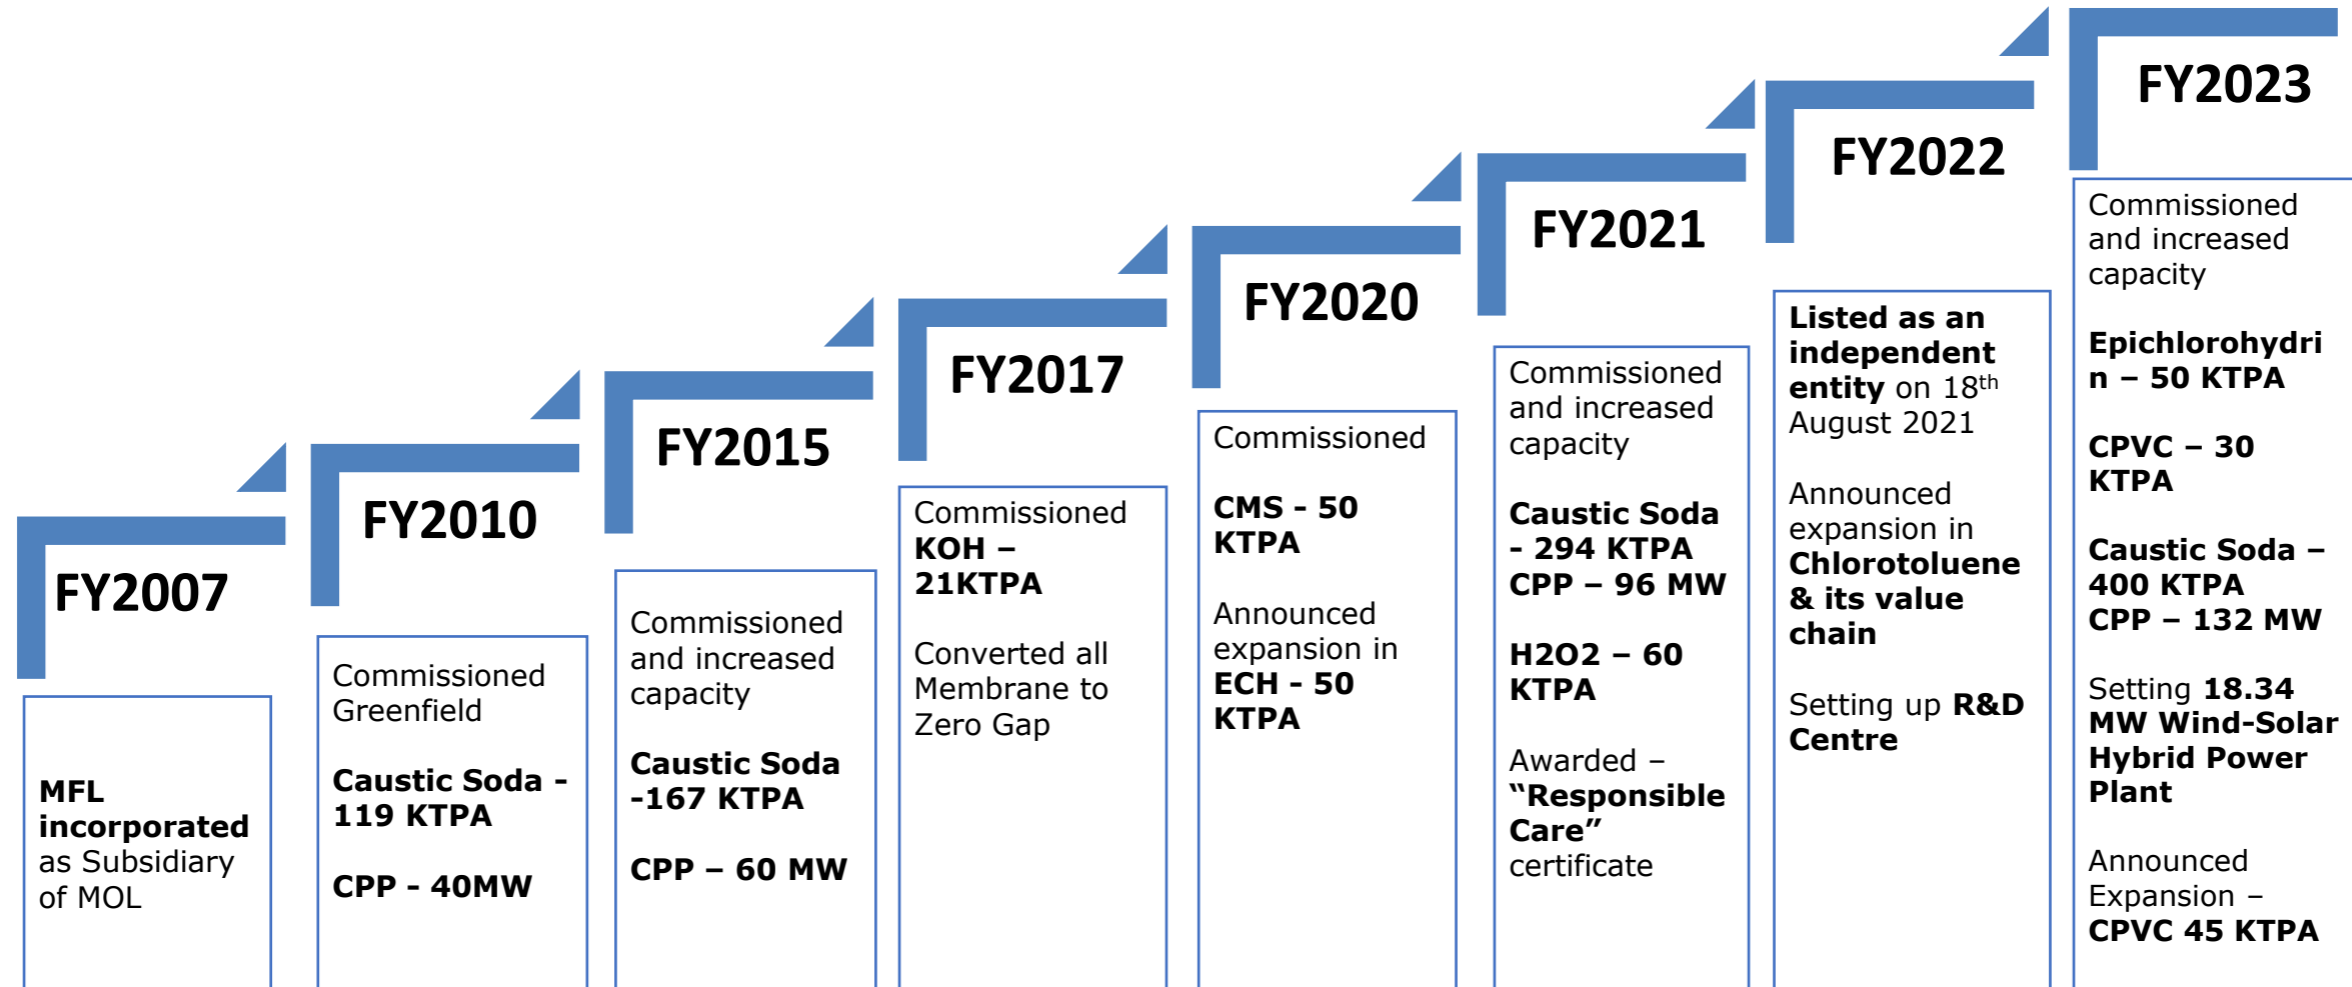 FY2007
MFL
incorporated
as Subsidiary
of MOL
FY2010
Commissioned
Greenfield
Caustic Soda -
119 KTPA
CPP - 40MW
FY2015
Commissioned
and increased
capacity
Caustic Soda
-167 KTPA
CPP – 60 MW
FY2017
Commissioned
KOH –
21KTPA
Converted all
Membrane to
Zero Gap
FY2020
Commissioned
CMS - 50
KTPA
Announced
expansion in
ECH - 50
KTPA
FY2021
Commissioned
and increased
capacity
Caustic Soda
- 294 KTPA
CPP – 96 MW
H2O2 – 60
KTPA
Awarded –
“Responsible
Care”
certificate
FY2022
Listed as an
independent
entity on 18th
August 2021
Announced
expansion in
Chlorotoluene
& its value
chain
Setting up R&D
Centre
FY2023
Commissioned
and increased
capacity
Epichlorohydri
n – 50 KTPA
CPVC – 30
KTPA
Caustic Soda –
400 KTPA
CPP – 132 MW
Setting 18.34
MW Wind-Solar
Hybrid Power
Plant
Announced
Expansion –
CPVC 45 KTPA